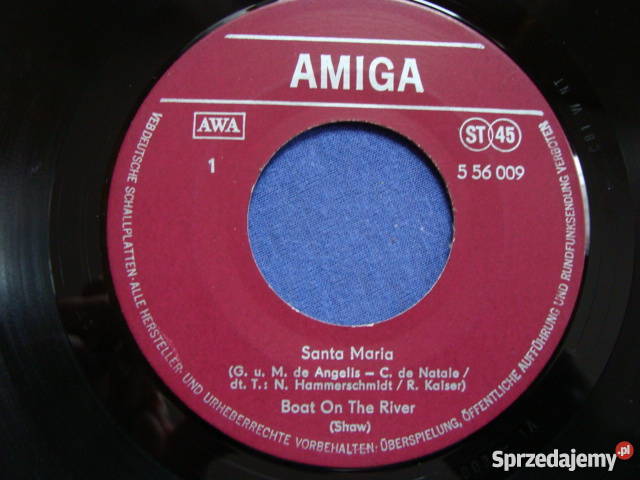 AMIGA
AWA
ST 45
1
5 56 009
Santa Maria
(G. u. M. de Angelis – C. de Natale /
dt. T.: N. Hammerschmidt / R. Kaiser)
Boat On The River
(Shaw)
VEB DEUTSCHE SCHALLPLATTEN · ALLE HERSTELLER- UND URHEBERRECHTE VORBEHALTEN · ÜBERSPIELUNG, ÖFFENTLICHE AUFFÜHRUNG UND RUNDFUNKSENDUNG VERBOTEN
Sprzedajemy.pl